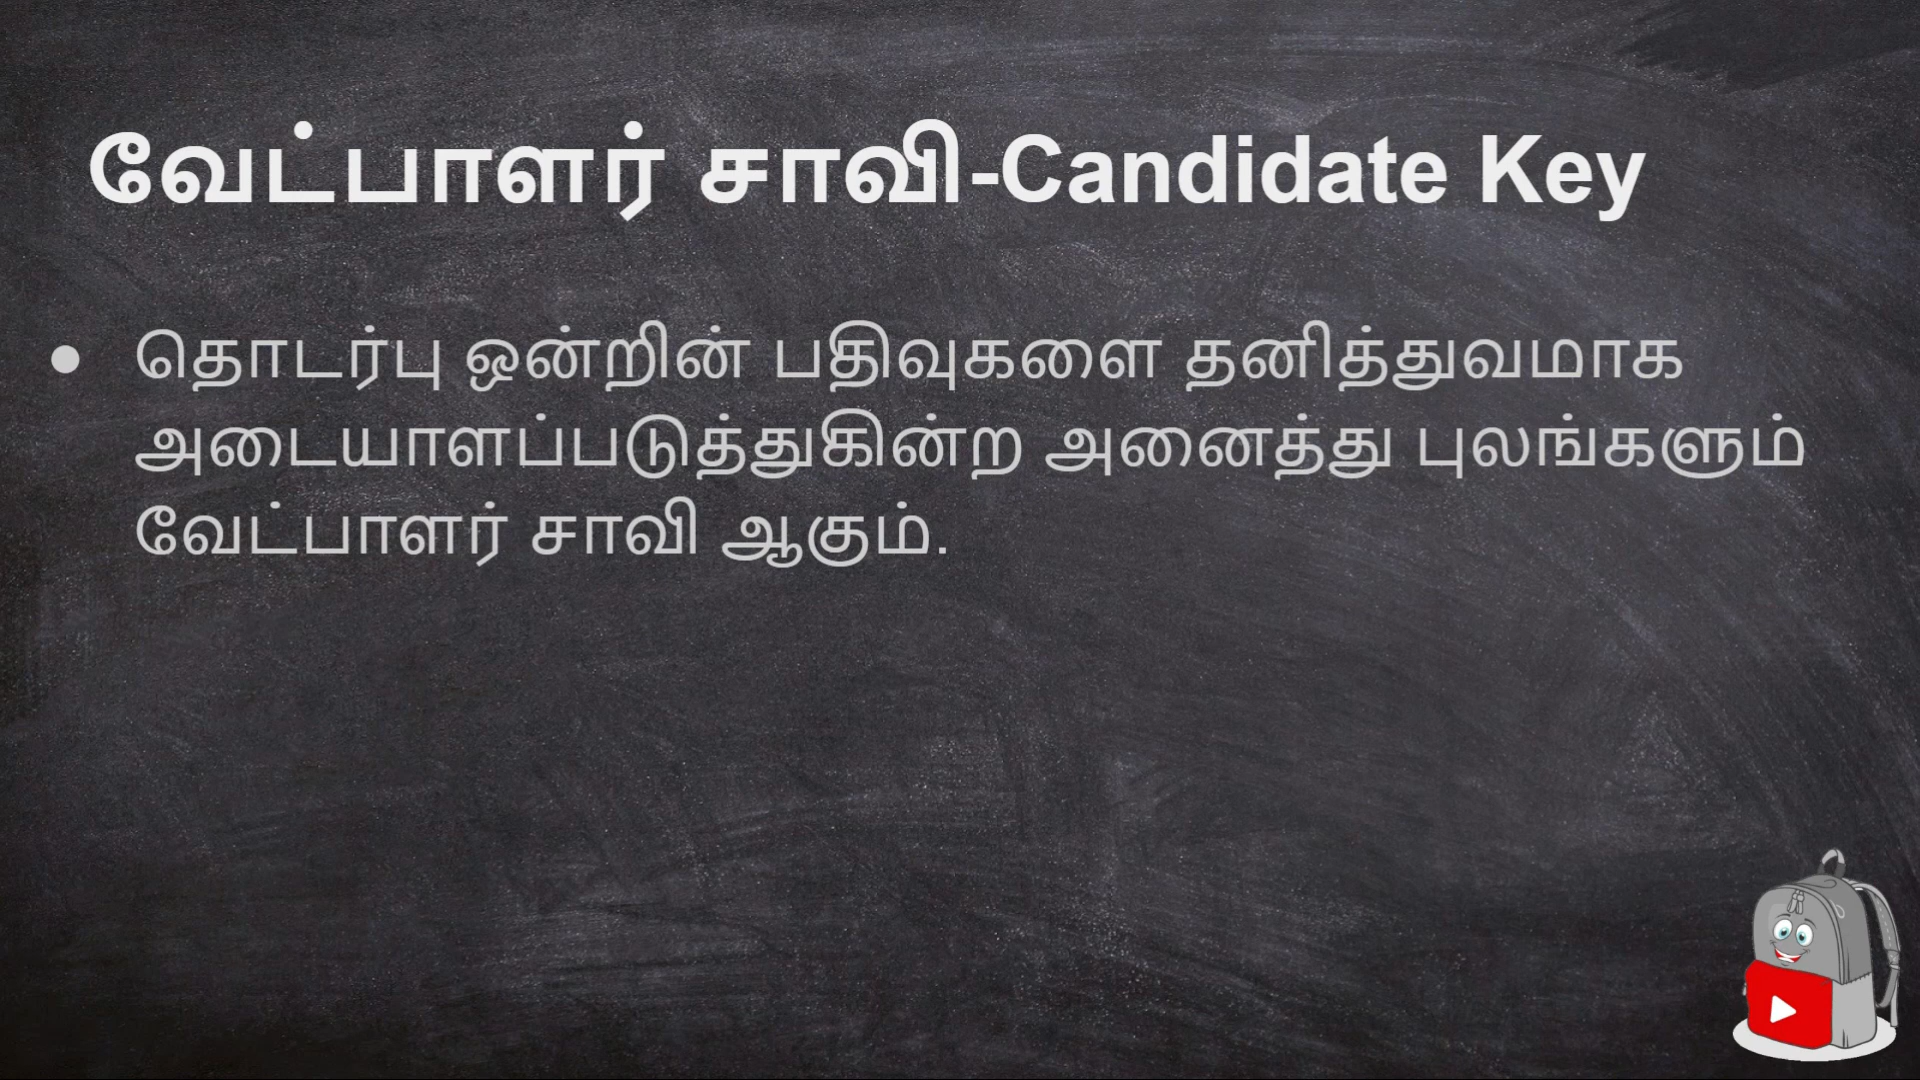 வேட்பாளர் சாவி-Candidate Key
● தொடர்பு ஒன்றின் பதிவுகளை தனித்துவமாக
அடையாளப்படுத்துகின்ற அனைத்து புலங்களும்
வேட்பாளர் சாவி ஆகும்.